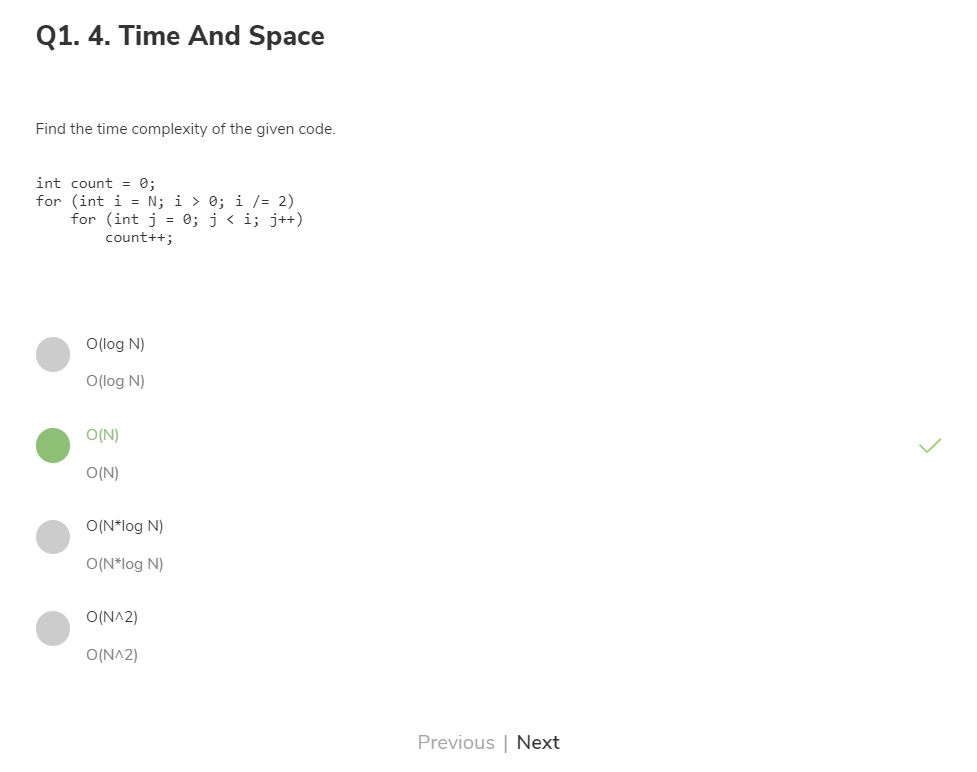 Q1. 4. Time And Space
Find the time complexity of the given code.
int count = 0;
for (int i = N; i > 0; i /= 2)
    for (int j = 0; j < i; j++)
        count++;
O(log N)
O(log N)
O(N)
O(N)
O(N*log N)
O(N*log N)
O(N^2)
O(N^2)
Previous | Next